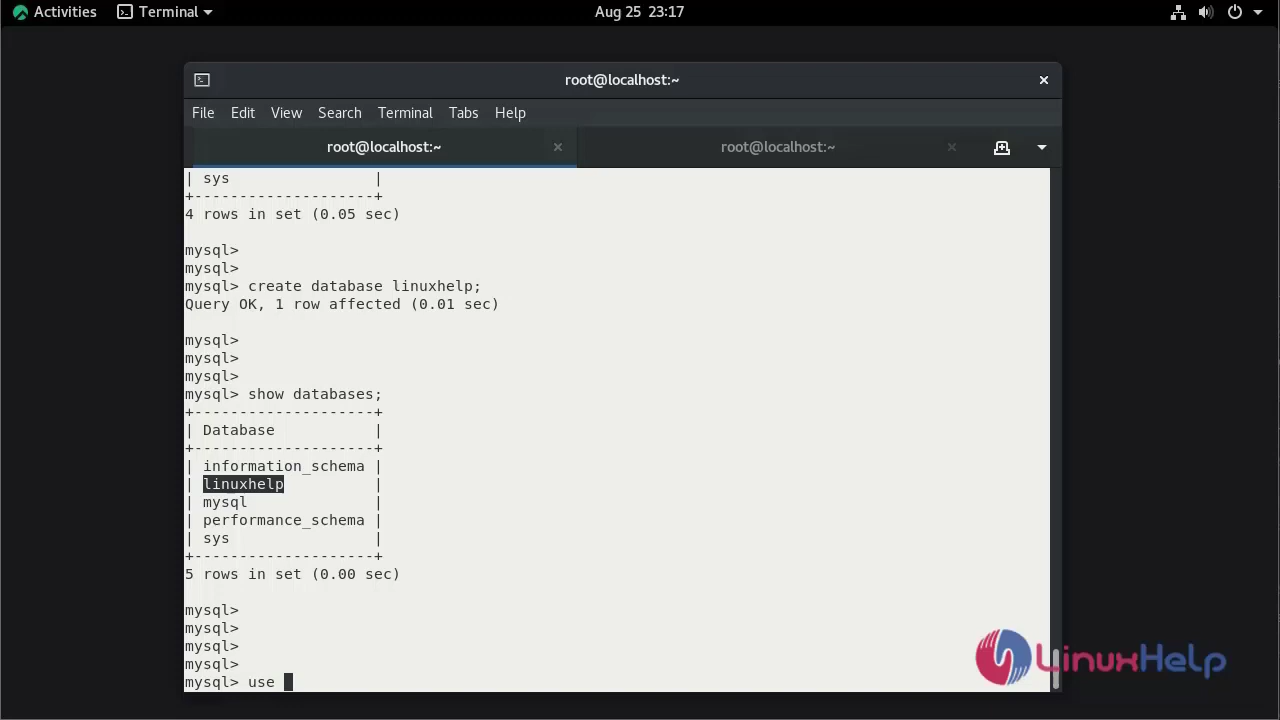 Activities Terminal Aug 25 23:17
root@localhost:~
File Edit View Search Terminal Tabs Help
root@localhost:~ root@localhost:~
| sys                |
+--------------------+
4 rows in set (0.05 sec)
mysql>
mysql>
mysql> create database linuxhelp;
Query OK, 1 row affected (0.01 sec)
mysql>
mysql>
mysql>
mysql> show databases;
+--------------------+
| Database           |
+--------------------+
| information_schema |
| linuxhelp          |
| mysql              |
| performance_schema |
| sys                |
+--------------------+
5 rows in set (0.00 sec)
mysql>
mysql>
mysql>
mysql>
mysql> use
LinuxHelp